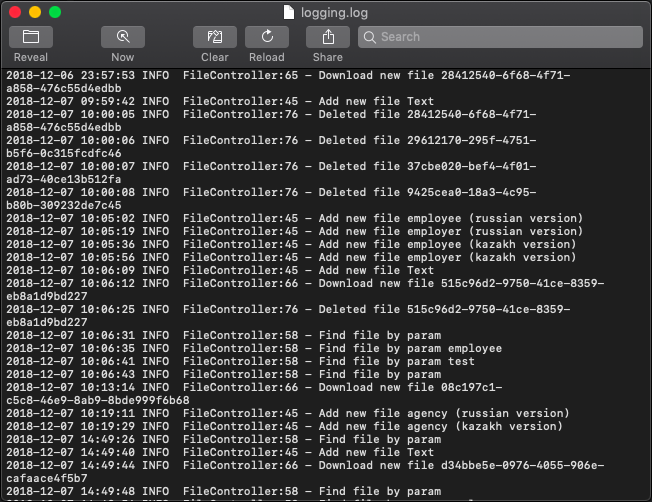 logging.log
Reveal
Now
Clear
Reload
Share
Search
2018-12-06 23:57:53 INFO  FileController:65 - Download new file 28412540-6f68-4f71-
a858-476c55d4edbb
2018-12-07 09:59:42 INFO  FileController:45 - Add new file Text
2018-12-07 10:00:05 INFO  FileController:76 - Deleted file 28412540-6f68-4f71-
a858-476c55d4edbb
2018-12-07 10:00:06 INFO  FileController:76 - Deleted file 29612170-295f-4751-
b5f6-0c315fcdfc46
2018-12-07 10:00:07 INFO  FileController:76 - Deleted file 37cbe020-bef4-4f01-
ad73-40ce13b512fa
2018-12-07 10:00:08 INFO  FileController:76 - Deleted file 9425cea0-18a3-4c95-
b80b-309232de7c45
2018-12-07 10:05:02 INFO  FileController:45 - Add new file employee (russian version)
2018-12-07 10:05:19 INFO  FileController:45 - Add new file employer (russian version)
2018-12-07 10:05:36 INFO  FileController:45 - Add new file employee (kazakh version)
2018-12-07 10:05:56 INFO  FileController:45 - Add new file employer (kazakh version)
2018-12-07 10:06:09 INFO  FileController:45 - Add new file Text
2018-12-07 10:06:12 INFO  FileController:66 - Download new file 515c96d2-9750-41ce-8359-
eb8a1d9bd227
2018-12-07 10:06:25 INFO  FileController:76 - Deleted file 515c96d2-9750-41ce-8359-
eb8a1d9bd227
2018-12-07 10:06:31 INFO  FileController:58 - Find file by param
2018-12-07 10:06:35 INFO  FileController:58 - Find file by param employee
2018-12-07 10:06:41 INFO  FileController:58 - Find file by param test
2018-12-07 10:06:43 INFO  FileController:58 - Find file by param
2018-12-07 10:13:14 INFO  FileController:66 - Download new file 08c197c1-
c5c8-46e9-8ab9-8bde999f6b68
2018-12-07 10:19:11 INFO  FileController:45 - Add new file agency (russian version)
2018-12-07 10:19:29 INFO  FileController:45 - Add new file agency (kazakh version)
2018-12-07 14:49:26 INFO  FileController:58 - Find file by param
2018-12-07 14:49:40 INFO  FileController:45 - Add new file Text
2018-12-07 14:49:44 INFO  FileController:66 - Download new file d34bbe5e-0976-4055-906e-
cafaace4f5b7
2018-12-07 14:49:48 INFO  FileController:58 - Find file by param